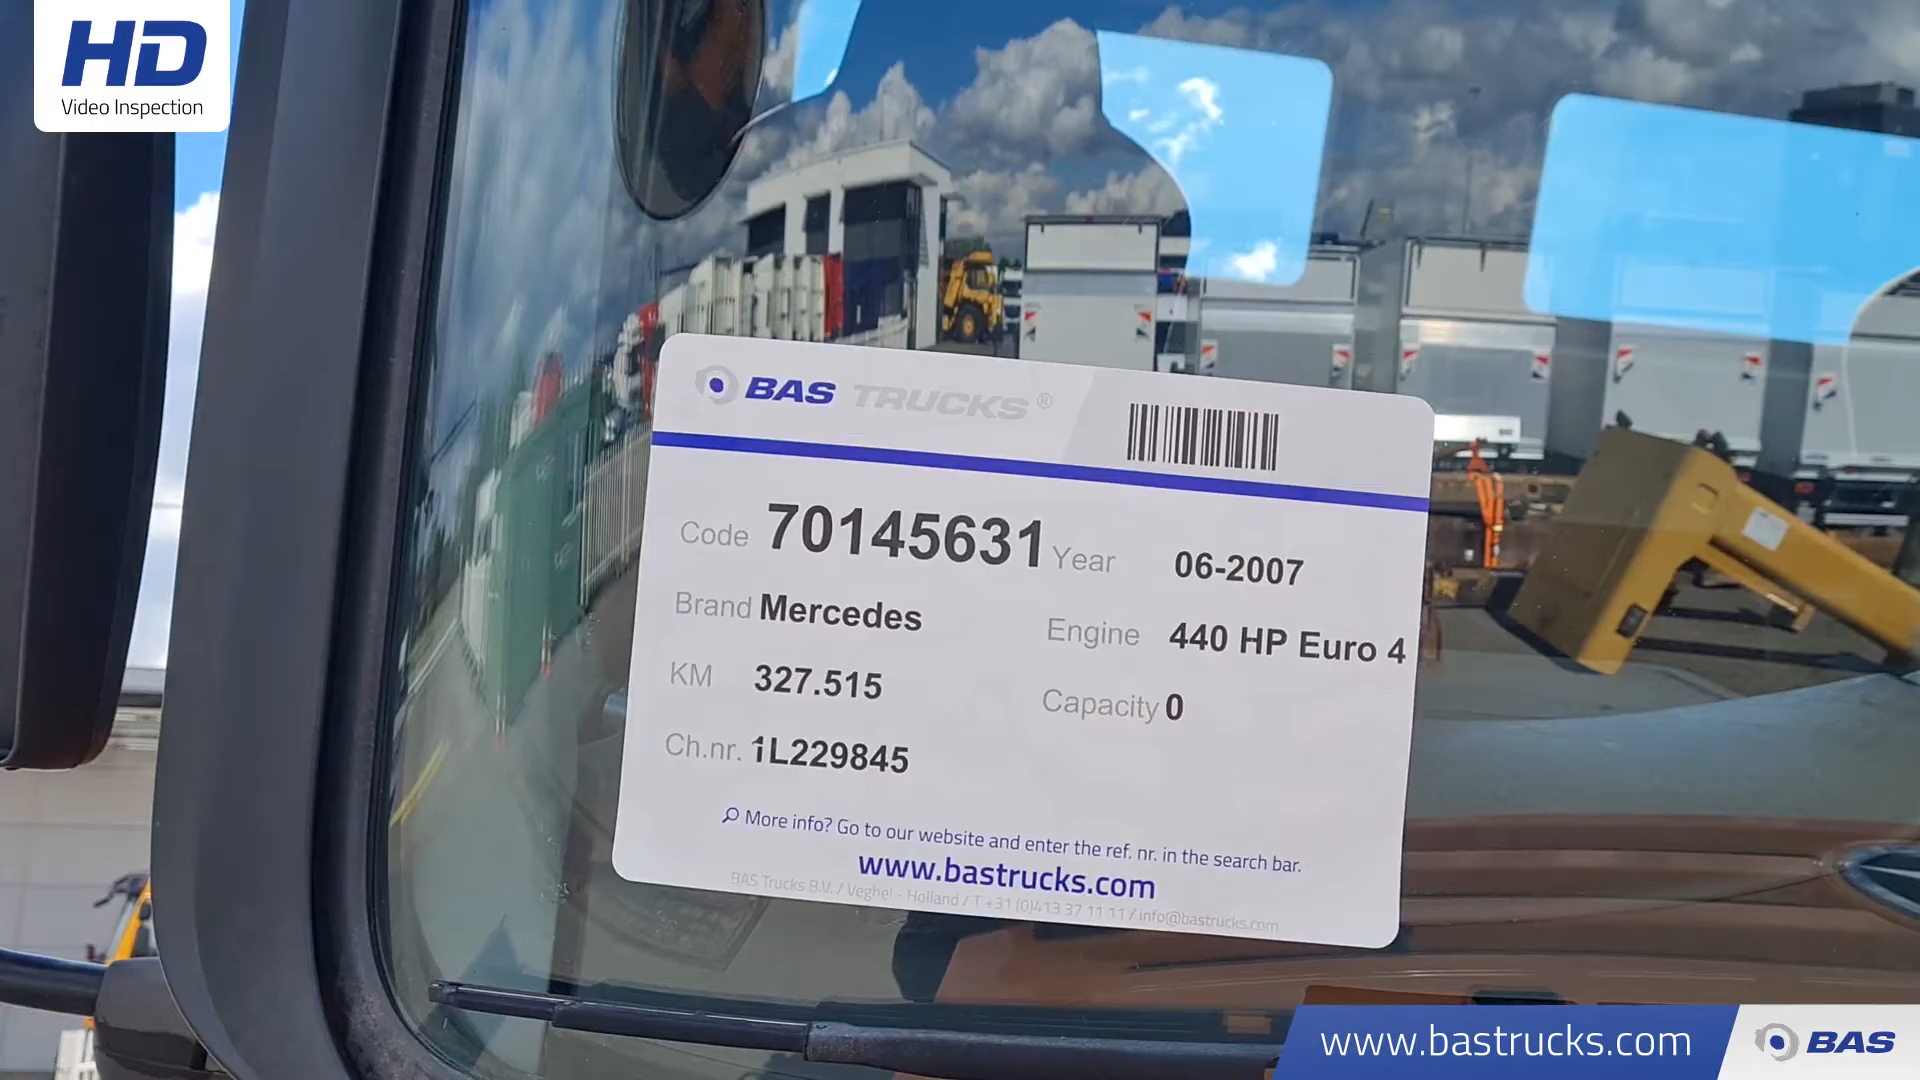 HD
Video Inspection
BAS TRUCKS®
Code 70145631 Year 06-2007
Brand Mercedes Engine 440 HP Euro 4
KM 327.515 Capacity 0
Ch.nr. 1L229845
More info? Go to our website and enter the ref. nr. in the search bar.
www.bastrucks.com
BAS Trucks B.V. / Veghel - Holland / T +31 (0)413 37 11 11 / info@bastrucks.com
www.bastrucks.com BAS